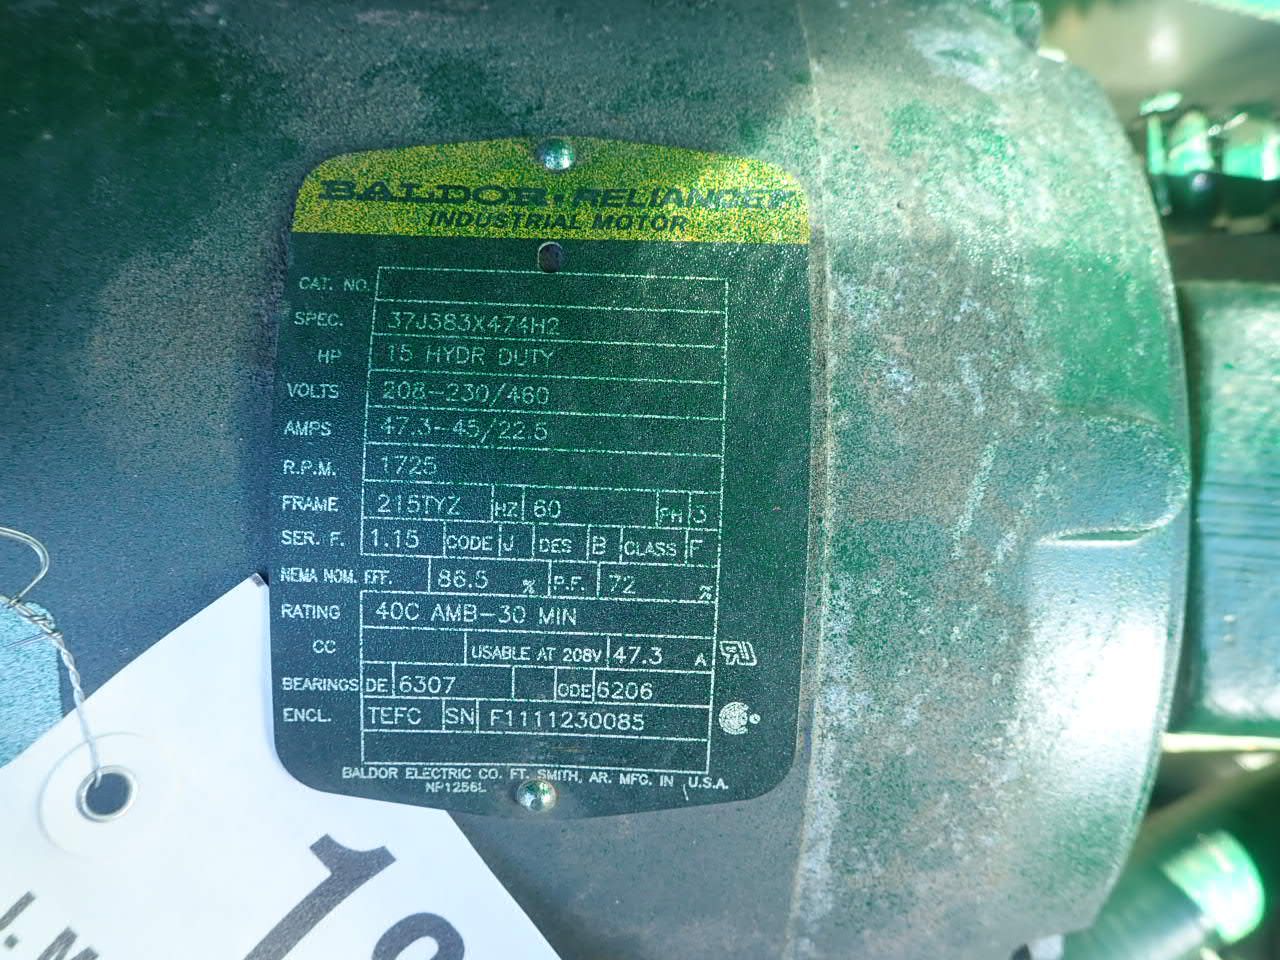 BALDOR·RELIANCER
INDUSTRIAL MOTOR
CAT. NO.
SPEC. 37J383X474H2
HP 15 HYDR DUTY
VOLTS 208-230/460
AMPS 47.3-45/22.5
R.P.M. 1725
FRAME 215TYZ HZ 60 PH 3
SER. F. 1.15 CODE J DES B CLASS F
NEMA NOM. EFF. 86.5 % P.F. 72 %
RATING 40C AMB-30 MIN
CC USABLE AT 208V 47.3 A
BEARINGS DE 6307 ODE 6206
ENCL. TEFC SN F1111230085
BALDOR ELECTRIC CO. FT. SMITH, AR. MFG. IN U.S.A.
NP1256L